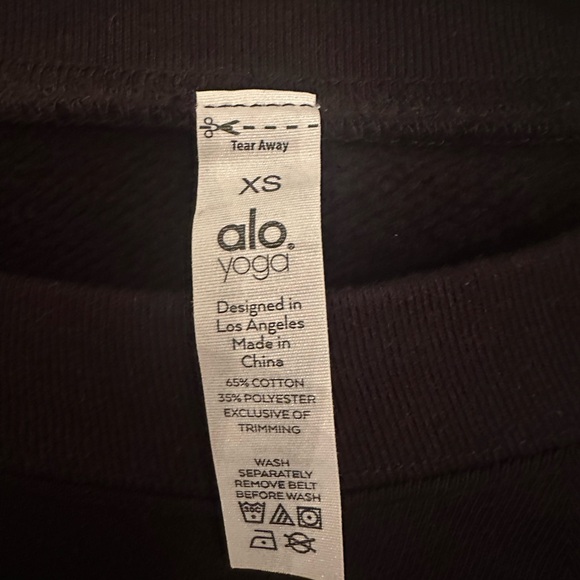 Tear Away
XS
alo.
yoga
Designed in
Los Angeles
Made in
China
65% COTTON
35% POLYESTER
EXCLUSIVE OF
TRIMMING
WASH
SEPARATELY
REMOVE BELT
BEFORE WASH